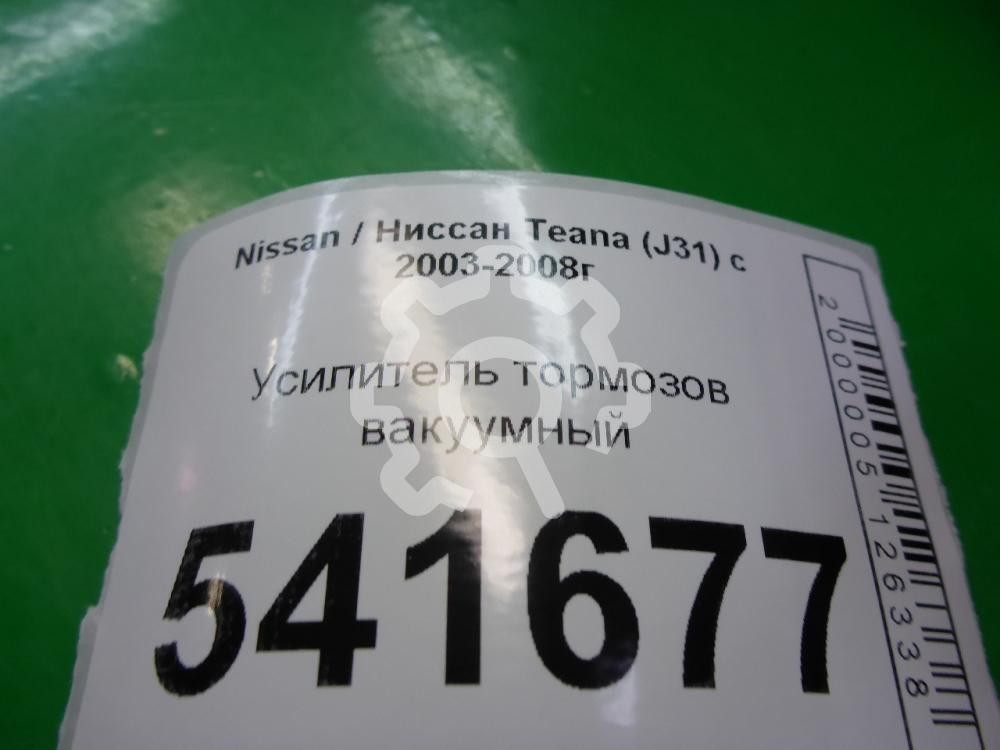 Nissan / Ниссан Teana (J31) с
2003-2008г
Усилитель тормозов
вакуумный
541677
2000005126338